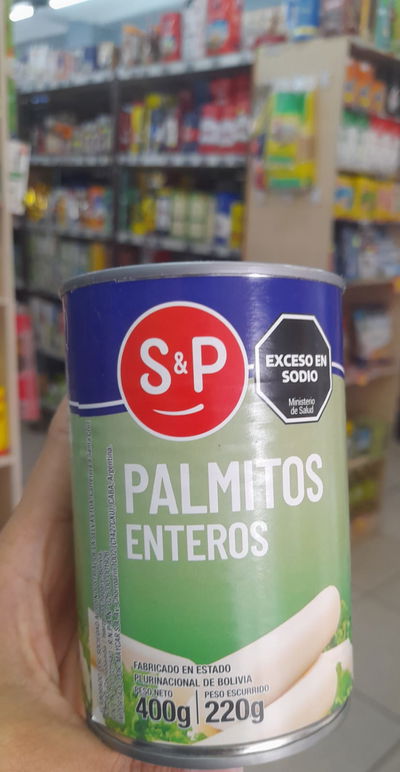 S&P
EXCESO EN
SODIO
Ministerio
de Salud
PALMITOS
ENTEROS
FABRICADO EN ESTADO
PLURINACIONAL DE BOLIVIA
PESO NETO
400g
PESO ESCURRIDO
220g